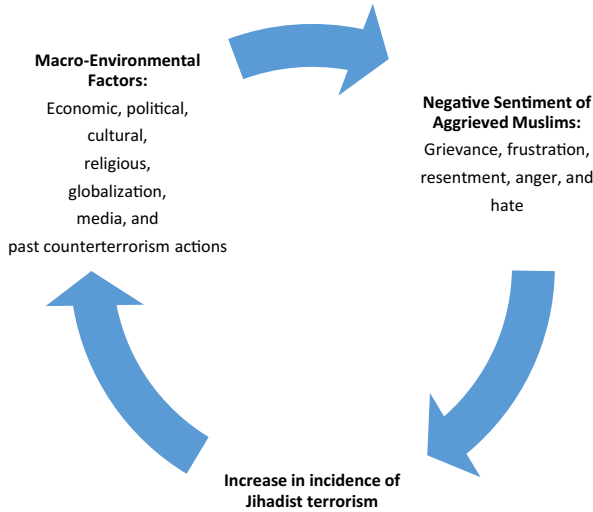 Macro-Environmental
Factors:
Economic, political,
cultural,
religious,
globalization,
media, and
past counterterrorism actions
Negative Sentiment of
Aggrieved Muslims:
Grievance, frustration,
resentment, anger, and
hate
Increase in incidence of
Jihadist terrorism